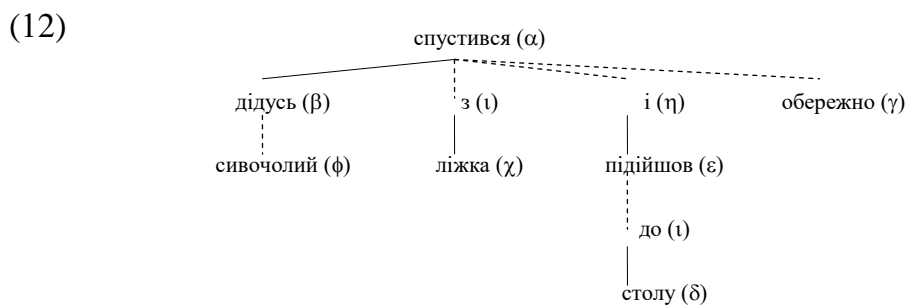 (12)
спустився (α)
дідусь (β) з (ι) і (η) обережно (γ)
сивочолий (ϕ) ліжка (χ) підійшов (ε)
до (ι)
столу (δ)